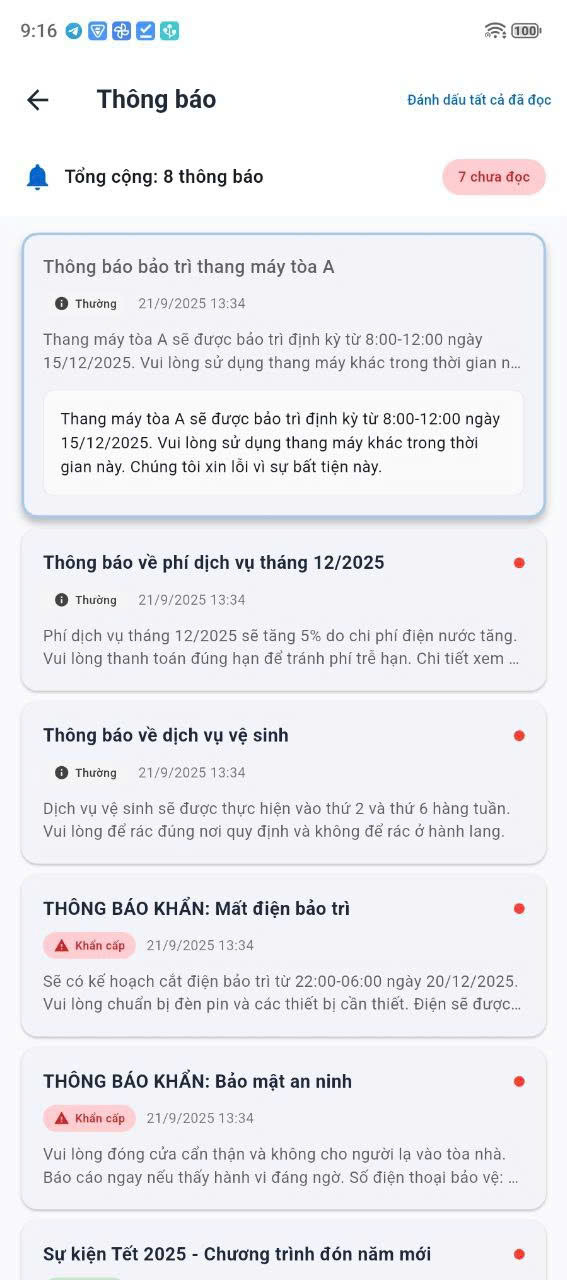 9:16
100
Thông báo
Đánh dấu tất cả đã đọc
Tổng cộng: 8 thông báo
7 chưa đọc
Thông báo bảo trì thang máy tòa A
Thường 21/9/2025 13:34
Thang máy tòa A sẽ được bảo trì định kỳ từ 8:00-12:00 ngày
15/12/2025. Vui lòng sử dụng thang máy khác trong thời gian n...
Thang máy tòa A sẽ được bảo trì định kỳ từ 8:00-12:00 ngày
15/12/2025. Vui lòng sử dụng thang máy khác trong thời
gian này. Chúng tôi xin lỗi vì sự bất tiện này.
Thông báo về phí dịch vụ tháng 12/2025
Thường 21/9/2025 13:34
Phí dịch vụ tháng 12/2025 sẽ tăng 5% do chi phí điện nước tăng.
Vui lòng thanh toán đúng hạn để tránh phí trễ hạn. Chi tiết xem ...
Thông báo về dịch vụ vệ sinh
Thường 21/9/2025 13:34
Dịch vụ vệ sinh sẽ được thực hiện vào thứ 2 và thứ 6 hàng tuần.
Vui lòng để rác đúng nơi quy định và không để rác ở hành lang.
THÔNG BÁO KHẨN: Mất điện bảo trì
Khẩn cấp 21/9/2025 13:34
Sẽ có kế hoạch cắt điện bảo trì từ 22:00-06:00 ngày 20/12/2025.
Vui lòng chuẩn bị đèn pin và các thiết bị cần thiết. Điện sẽ được...
THÔNG BÁO KHẨN: Bảo mật an ninh
Khẩn cấp 21/9/2025 13:34
Vui lòng đóng cửa cẩn thận và không cho người lạ vào tòa nhà.
Báo cáo ngay nếu thấy hành vi đáng ngờ. Số điện thoại bảo vệ: ...
Sự kiện Tết 2025 - Chương trình đón năm mới